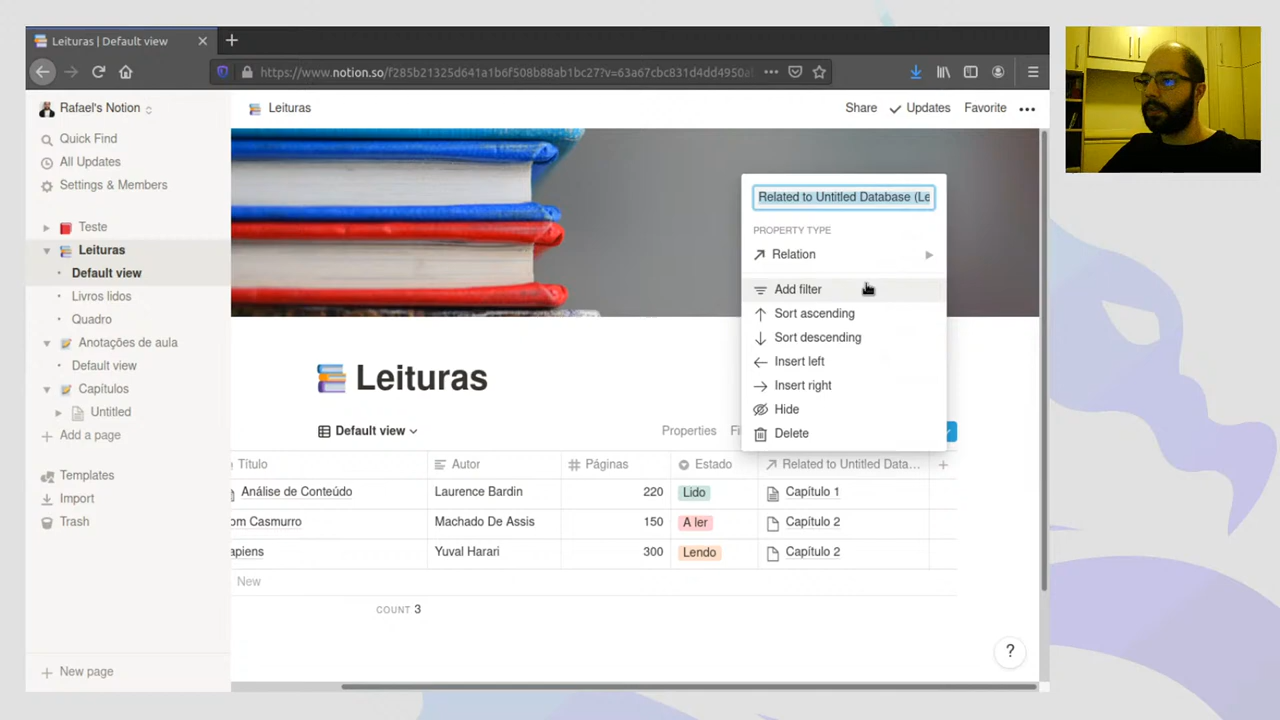 Leituras | Default view
https://www.notion.so/f285b21325d641a1b6f508b88ab1bc27?v=63a67cbc831d4dd4950a
Rafael's Notion
Leituras
Share
Updates
Favorite
Quick Find
All Updates
Settings & Members
Teste
Leituras
Default view
Livros lidos
Quadro
Anotações de aula
Default view
Capítulos
Untitled
Add a page
Templates
Import
Trash
New page
Related to Untitled Database (Le
PROPERTY TYPE
Relation
Add filter
Sort ascending
Sort descending
Insert left
Insert right
Hide
Delete
Leituras
Default view
Properties
Fi
Título Autor Páginas Estado Related to Untitled Data...
Análise de Conteúdo Laurence Bardin 220 Lido Capítulo 1
om Casmurro Machado De Assis 150 A ler Capítulo 2
apiens Yuval Harari 300 Lendo Capítulo 2
New
COUNT 3
?